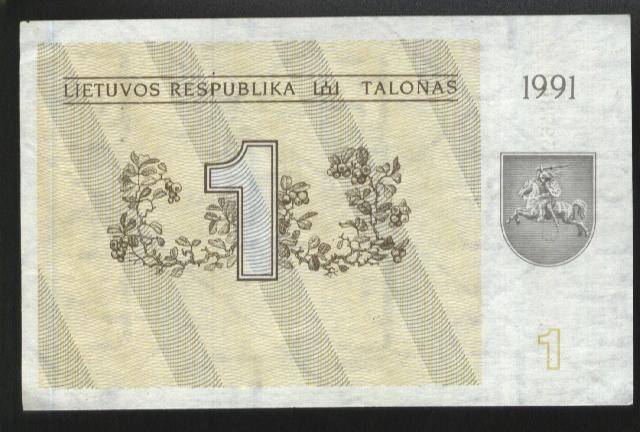 LIETUVOS RESPUBLIKA TALONAS
1991
1
1